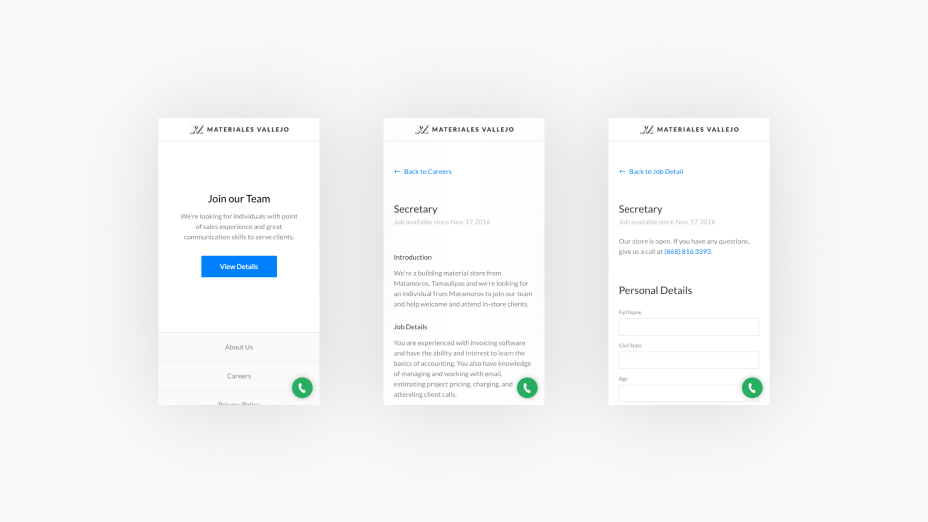 MATERIALES VALLEJO
Join our Team
We're looking for individuals with point
of sales experience and great
communication skills to serve clients.
View Details
About Us
Careers
Privacy Policy
MATERIALES VALLEJO
← Back to Careers
Secretary
Job available since Nov. 17 2016
Introduction
We're a building material store from
Matamoros, Tamaulipas and we're looking for
an individual from Matamoros to join our team
and help welcome and attend in-store clients.
Job Details
You are experienced with invoicing software
and have the ability and interest to learn the
basics of accounting. You also have knowledge
of managing and working with email,
estimating project pricing, charging, and
attending client calls.
MATERIALES VALLEJO
← Back to Job Detail
Secretary
Job available since Nov. 17 2016
Our store is open. If you have any questions,
give us a call at (868) 816 3393.
Personal Details
Full Name
Civil State
Age